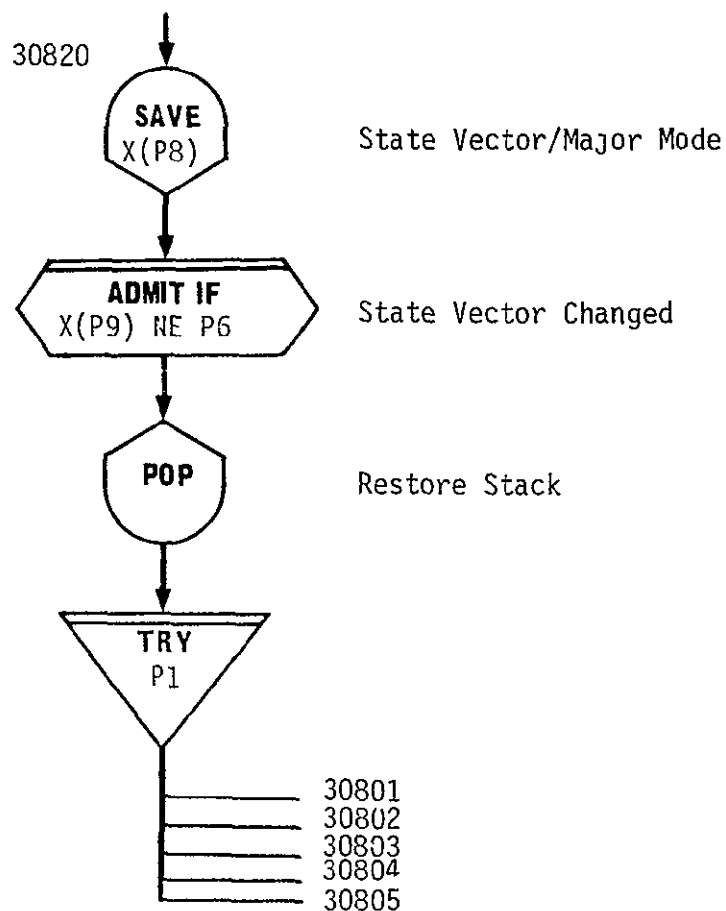 30820
SAVE
X(P8)
State Vector/Major Mode
ADMIT IF
X(P9) NE P6
State Vector Changed
POP
Restore Stack
TRY
P1
30801
30802
30803
30804
30805